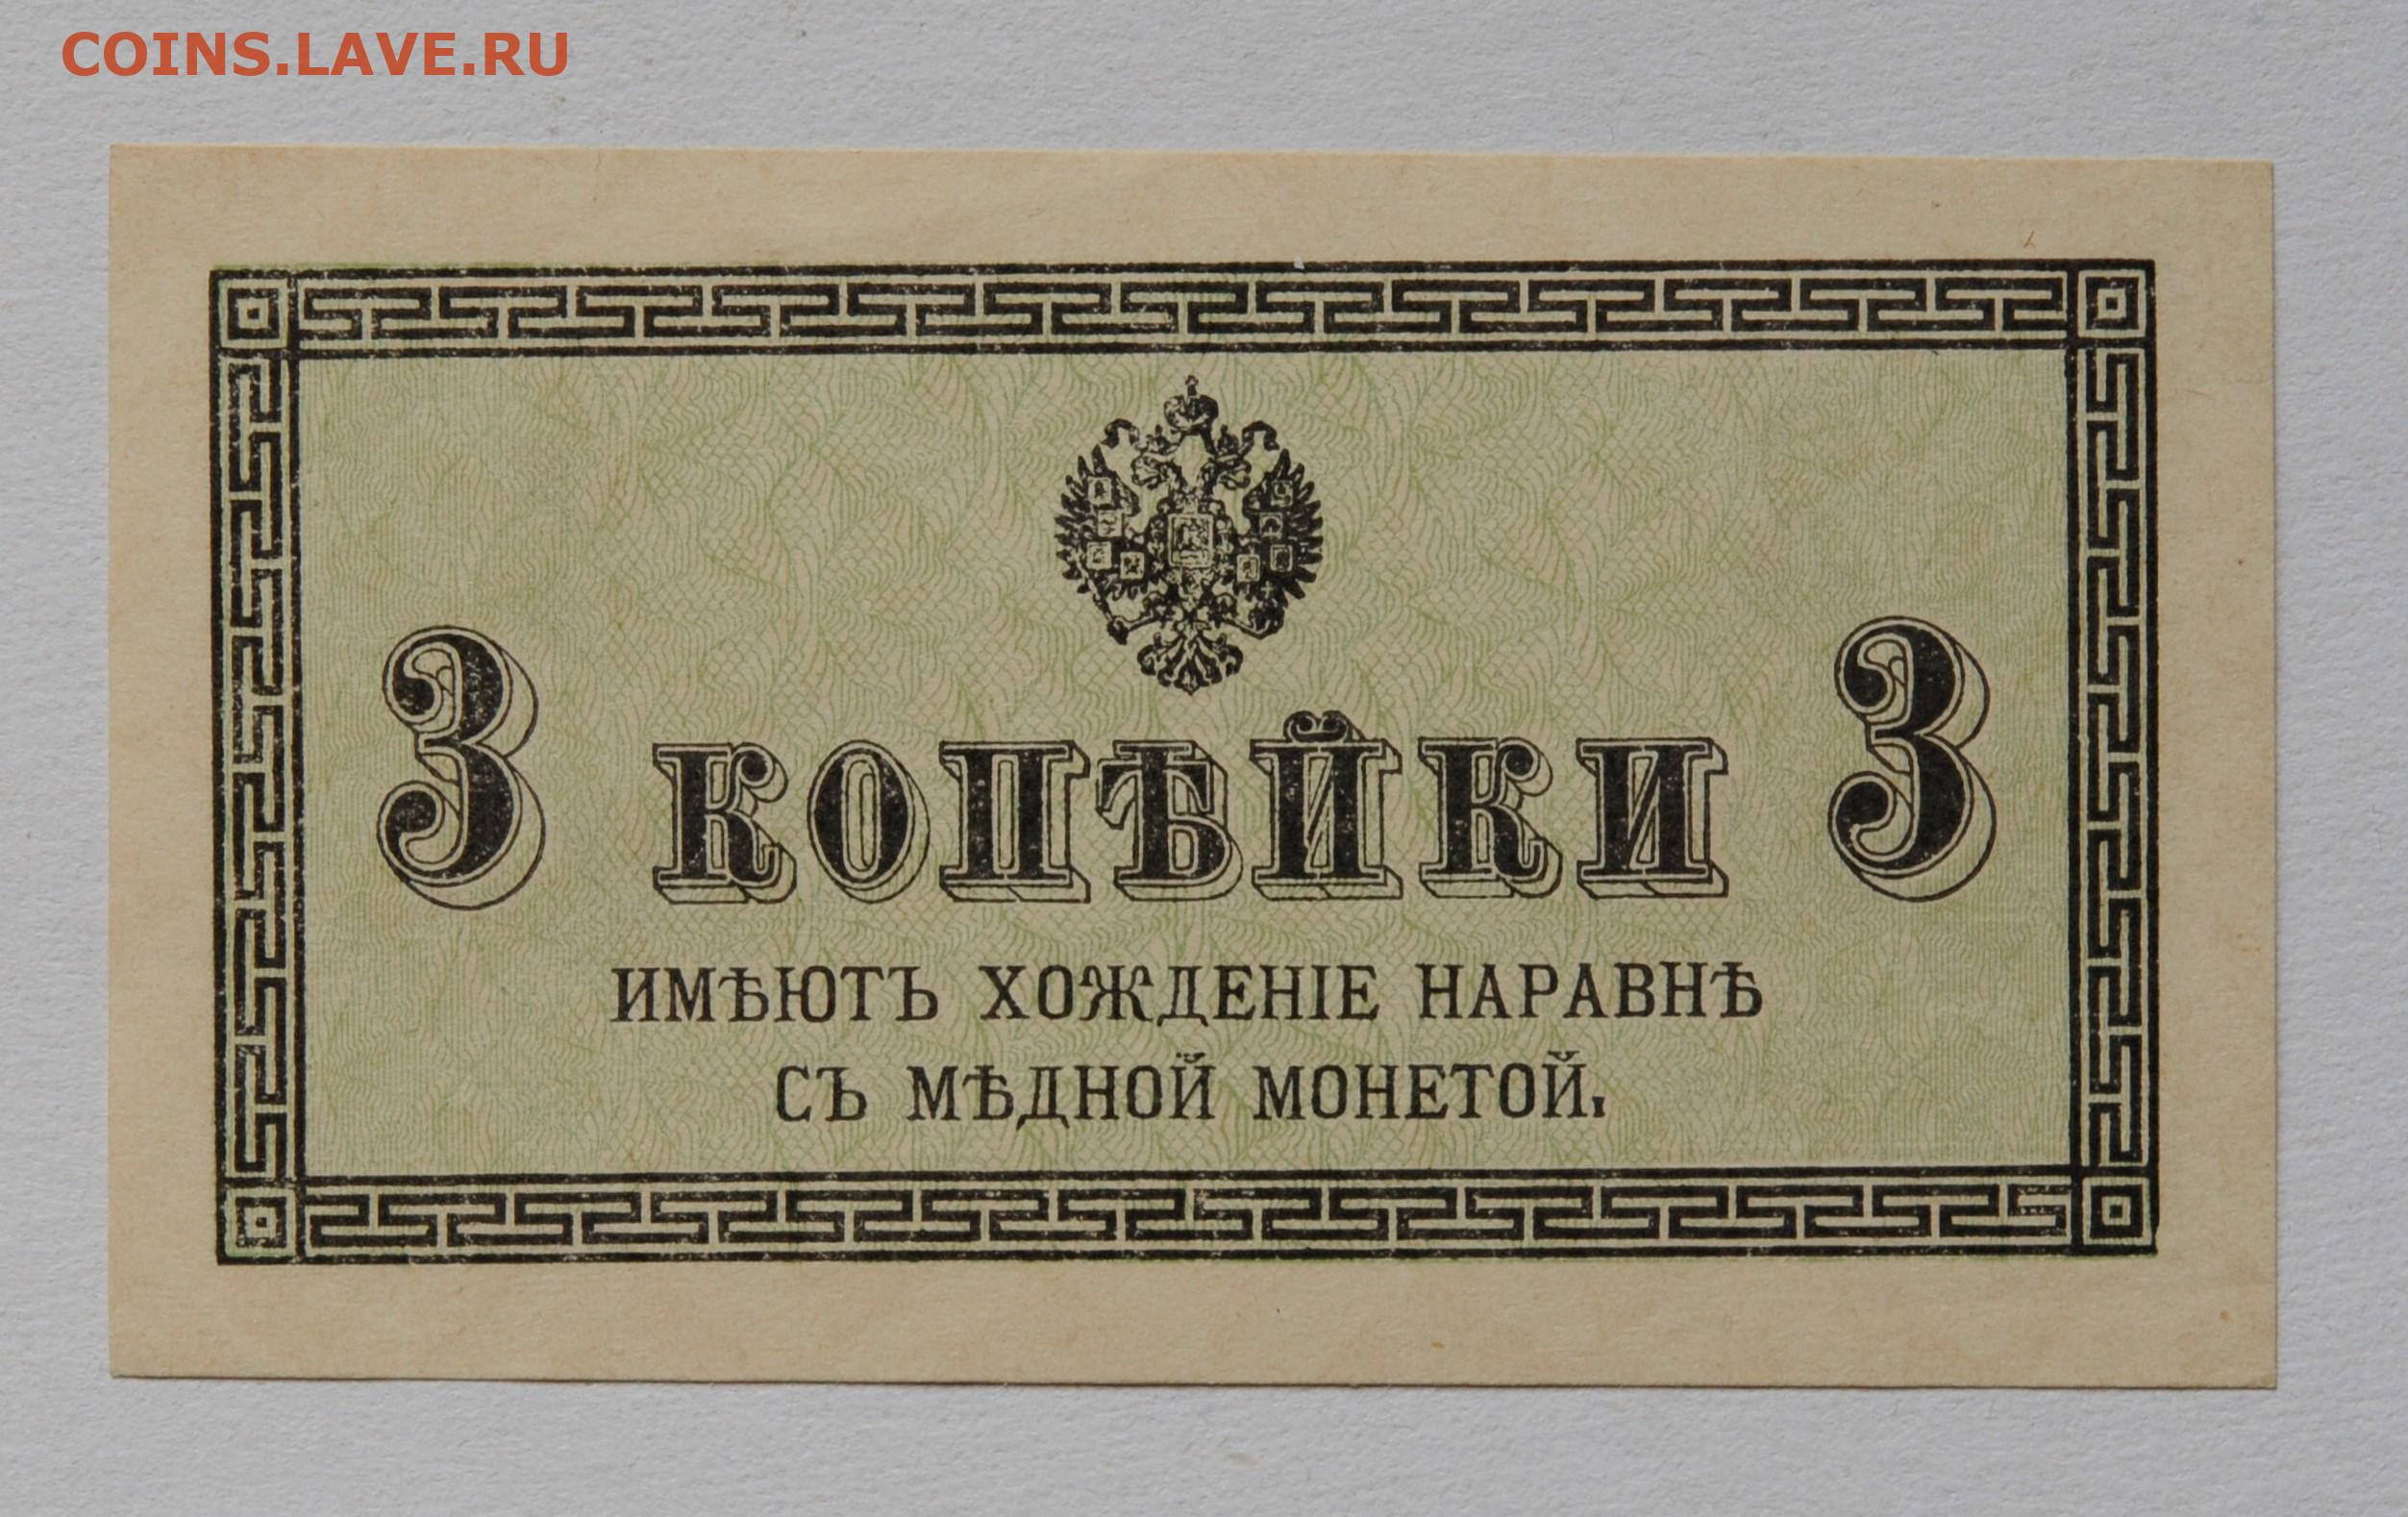 COINS.LAVE.RU
3 КОПѢЙКИ 3
ИМѢЮТЪ ХОЖДЕНІЕ НАРАВНѢ
СЪ МѢДНОЙ МОНЕТОЙ.